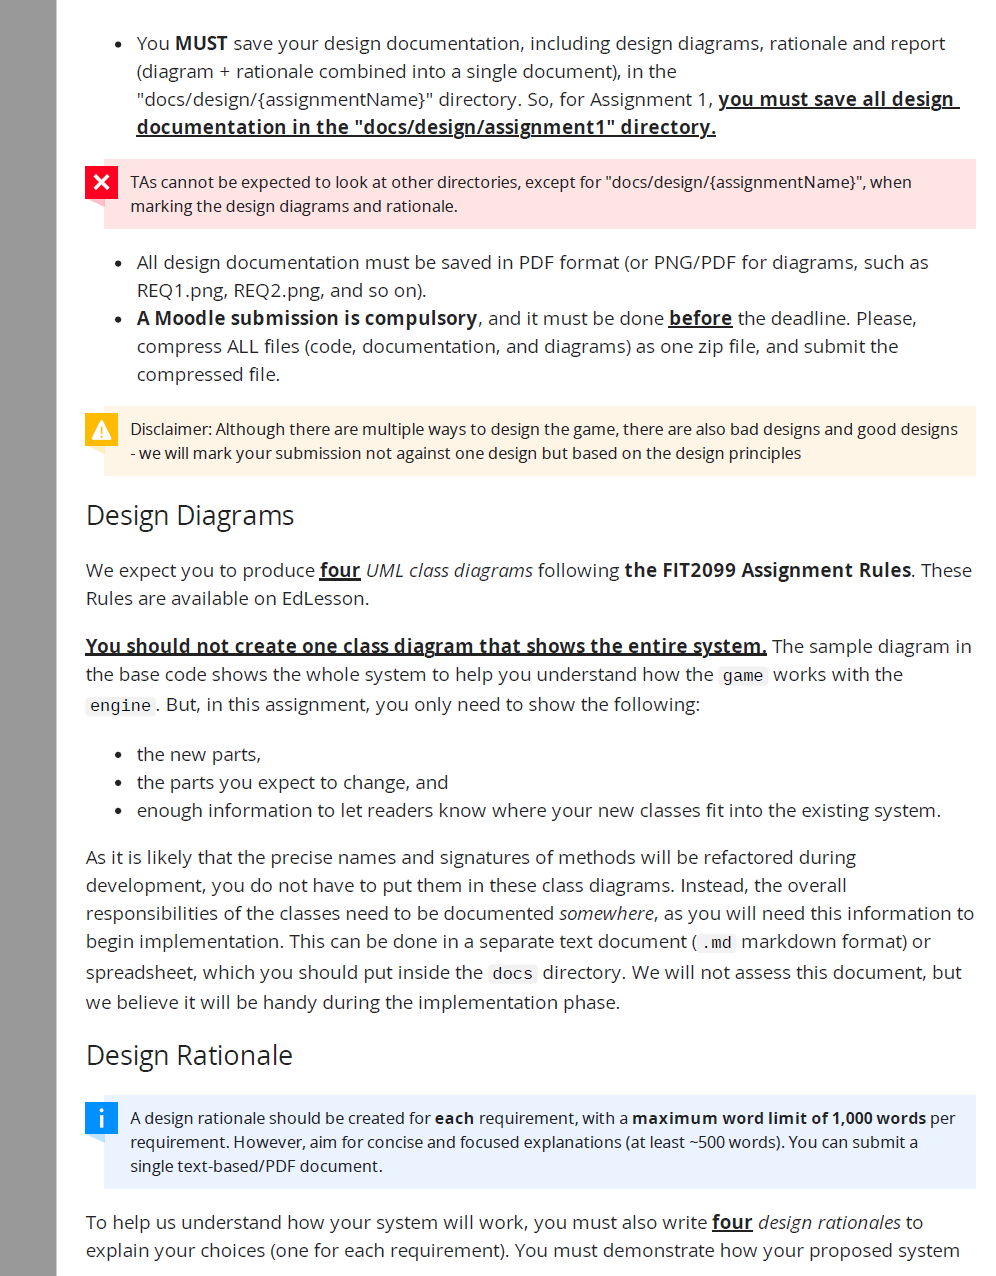 • You MUST save your design documentation, including design diagrams, rationale and report
(diagram + rationale combined into a single document), in the
"docs/design/{assignmentName}" directory. So, for Assignment 1, you must save all design
documentation in the "docs/design/assignment1" directory.
TAs cannot be expected to look at other directories, except for "docs/design/{assignmentName}", when
marking the design diagrams and rationale.
• All design documentation must be saved in PDF format (or PNG/PDF for diagrams, such as
REQ1.png, REQ2.png, and so on).
• A Moodle submission is compulsory, and it must be done before the deadline. Please,
compress ALL files (code, documentation, and diagrams) as one zip file, and submit the
compressed file.
Disclaimer: Although there are multiple ways to design the game, there are also bad designs and good designs
- we will mark your submission not against one design but based on the design principles
Design Diagrams
We expect you to produce four UML class diagrams following the FIT2099 Assignment Rules. These
Rules are available on EdLesson.
You should not create one class diagram that shows the entire system. The sample diagram in
the base code shows the whole system to help you understand how the game works with the
engine. But, in this assignment, you only need to show the following:
• the new parts,
• the parts you expect to change, and
• enough information to let readers know where your new classes fit into the existing system.
As it is likely that the precise names and signatures of methods will be refactored during
development, you do not have to put them in these class diagrams. Instead, the overall
responsibilities of the classes need to be documented somewhere, as you will need this information to
begin implementation. This can be done in a separate text document (.md markdown format) or
spreadsheet, which you should put inside the docs directory. We will not assess this document, but
we believe it will be handy during the implementation phase.
Design Rationale
A design rationale should be created for each requirement, with a maximum word limit of 1,000 words per
requirement. However, aim for concise and focused explanations (at least ~500 words). You can submit a
single text-based/PDF document.
To help us understand how your system will work, you must also write four design rationales to
explain your choices (one for each requirement). You must demonstrate how your proposed system